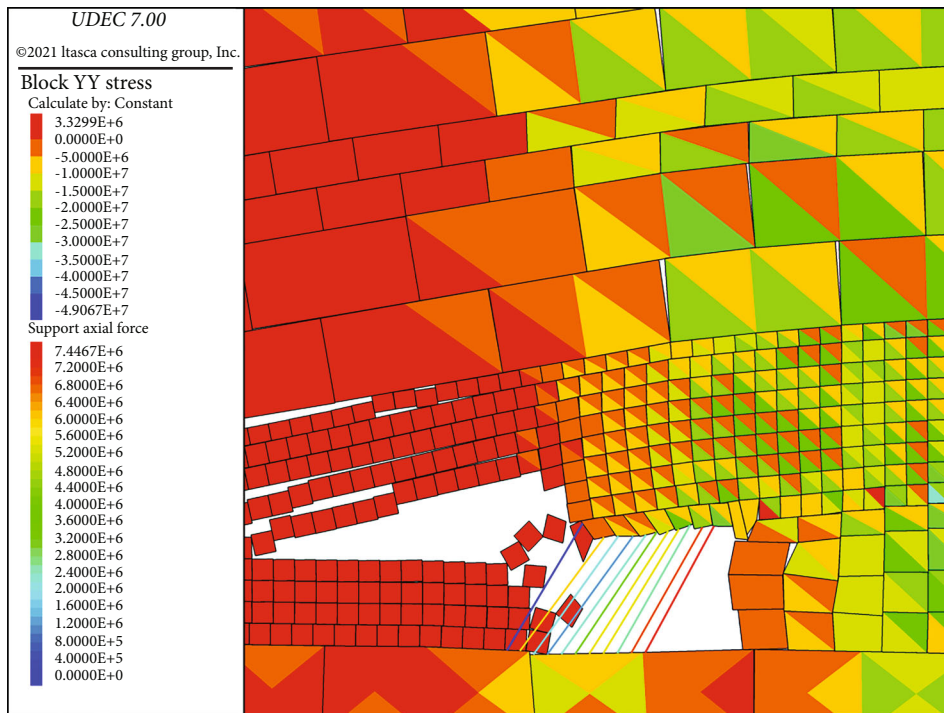 UDEC 7.00
©2021 ltasca consulting group, Inc.
Block YY stress
Calculate by: Constant
3.3299E+6
0.0000E+0
-5.0000E+6
-1.0000E+7
-1.5000E+7
-2.0000E+7
-2.5000E+7
-3.0000E+7
-3.5000E+7
-4.0000E+7
-4.5000E+7
-4.9067E+7
Support axial force
7.4467E+6
7.2000E+6
6.8000E+6
6.4000E+6
6.0000E+6
5.6000E+6
5.2000E+6
4.8000E+6
4.4000E+6
4.0000E+6
3.6000E+6
3.2000E+6
2.8000E+6
2.4000E+6
2.0000E+6
1.6000E+6
1.2000E+6
8.0000E+5
4.0000E+5
0.0000E+0